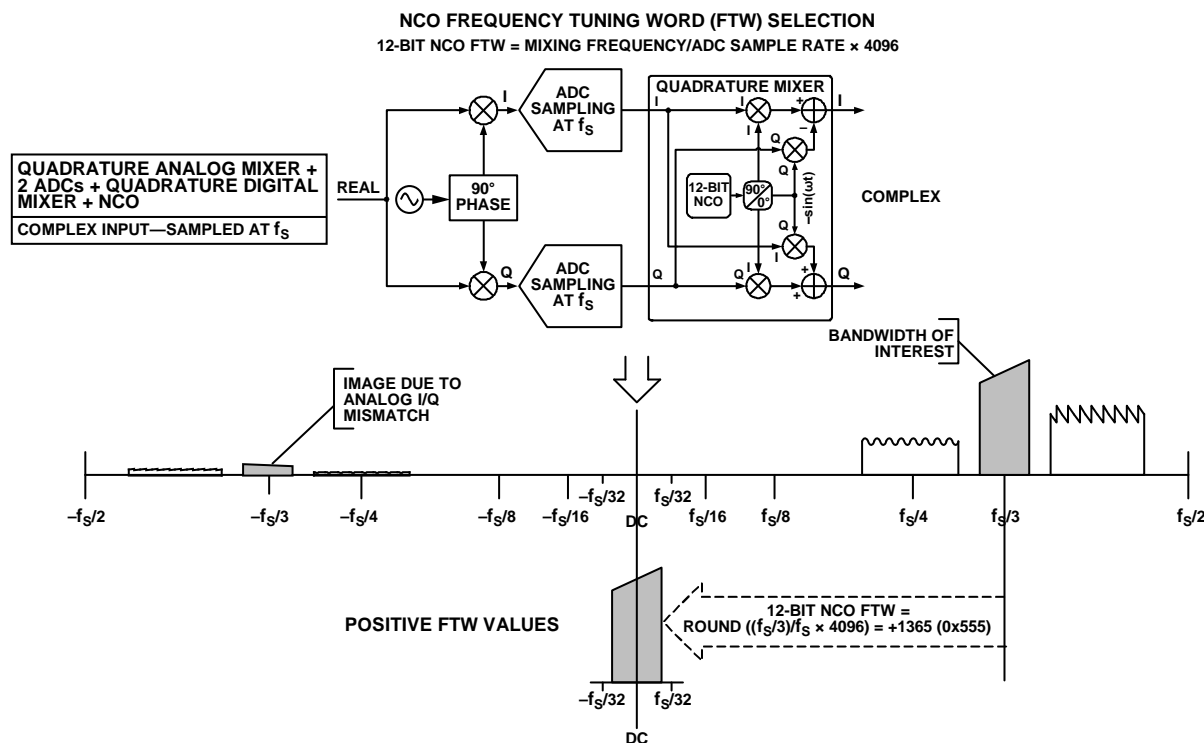 NCO FREQUENCY TUNING WORD (FTW) SELECTION
12-BIT NCO FTW = MIXING FREQUENCY/ADC SAMPLE RATE × 4096
QUADRATURE ANALOG MIXER +
2 ADCs + QUADRATURE DIGITAL
MIXER + NCO
COMPLEX INPUT—SAMPLED AT fS
REAL
90°
PHASE
I
Q
ADC
SAMPLING
AT fS
ADC
SAMPLING
AT fS
I
Q
QUADRATURE MIXER
I
I
+
–
I
Q
Q
12-BIT
NCO
90°
0°
–sin(ωt)
Q
I
I
Q
+
+
Q
COMPLEX
BANDWIDTH OF
INTEREST
IMAGE DUE TO
ANALOG I/Q
MISMATCH
–fS/2
–fS/3
–fS/4
–fS/8
–fS/16
–fS/32
DC
fS/32
fS/16
fS/8
fS/4
fS/3
fS/2
POSITIVE FTW VALUES
12-BIT NCO FTW =
ROUND ((fS/3)/fS × 4096) = +1365 (0x555)
–fS/32
fS/32
DC